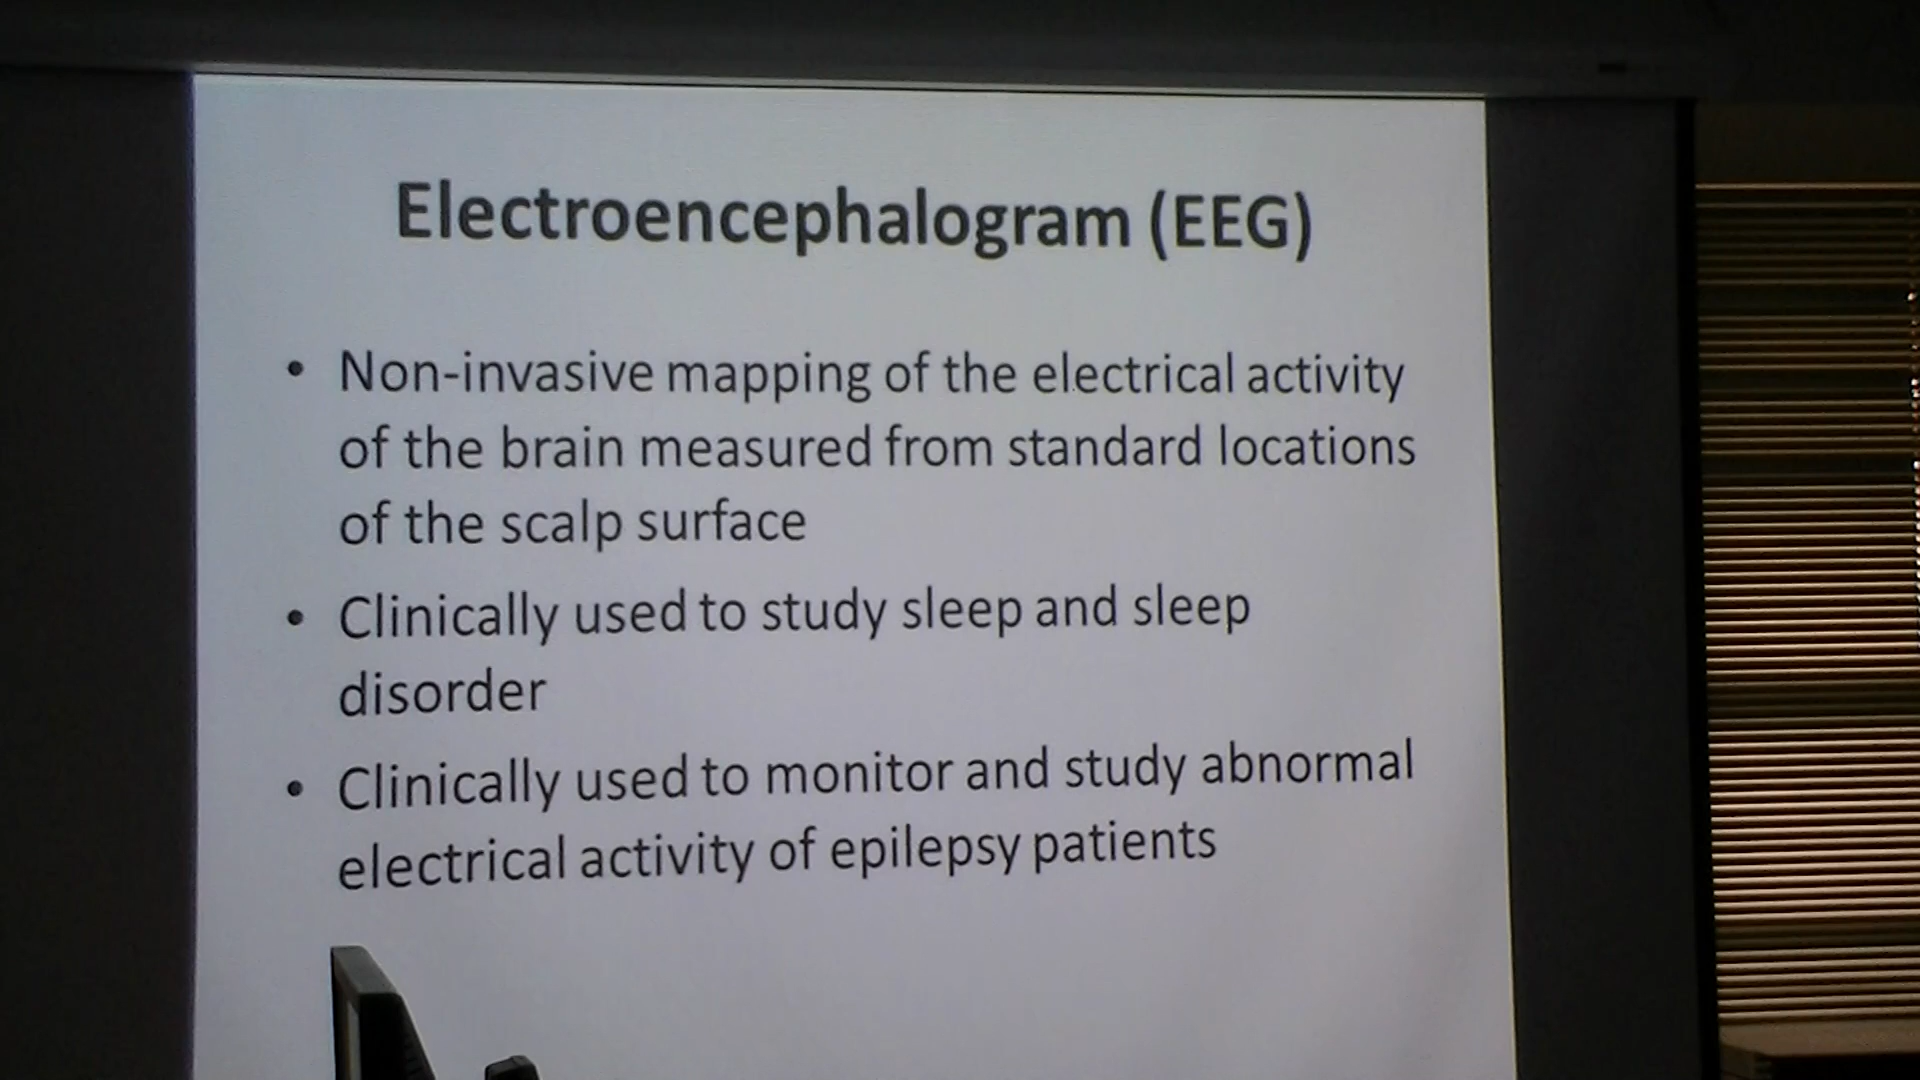 Electroencephalogram (EEG)
• Non-invasive mapping of the electrical activity
of the brain measured from standard locations
of the scalp surface
• Clinically used to study sleep and sleep
disorder
• Clinically used to monitor and study abnormal
electrical activity of epilepsy patients